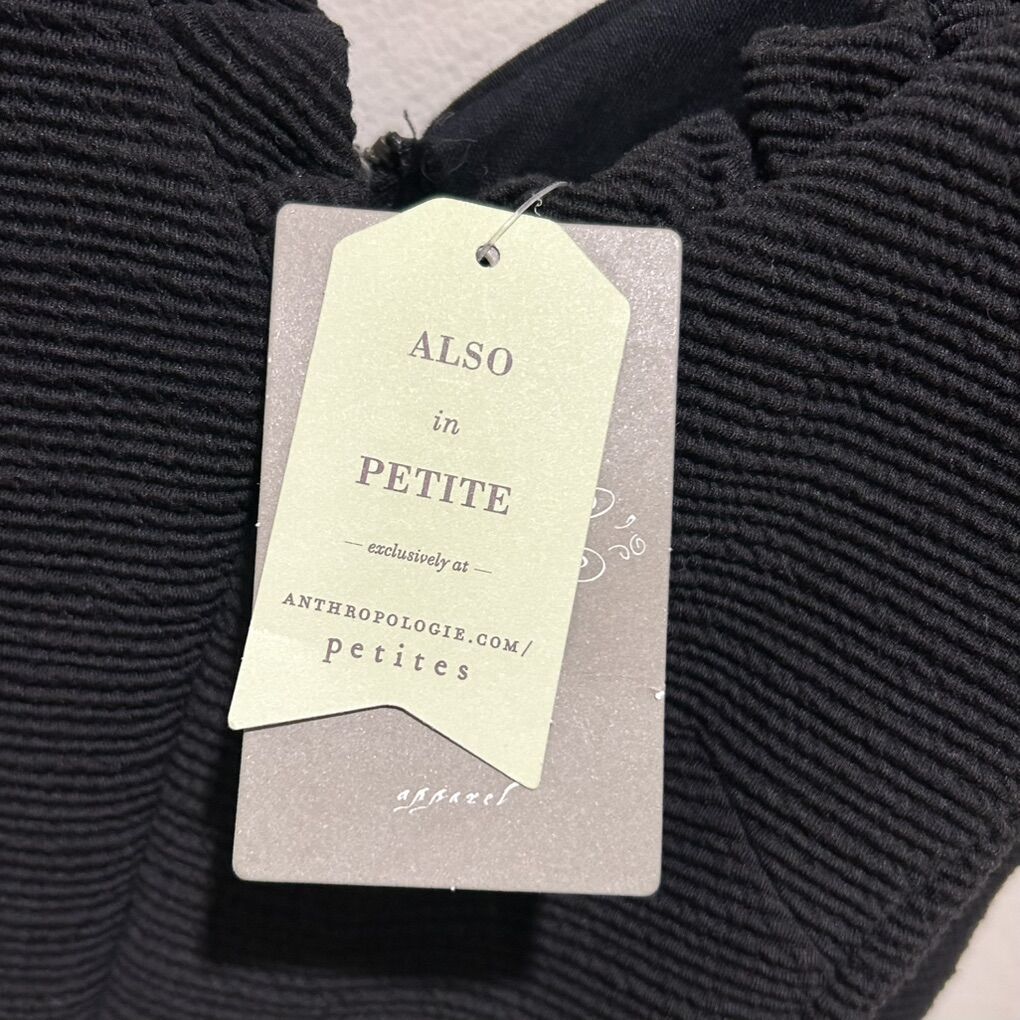 ALSO
in
PETITE
— exclusively at —
ANTHROPOLOGIE.COM/
petites
apparel